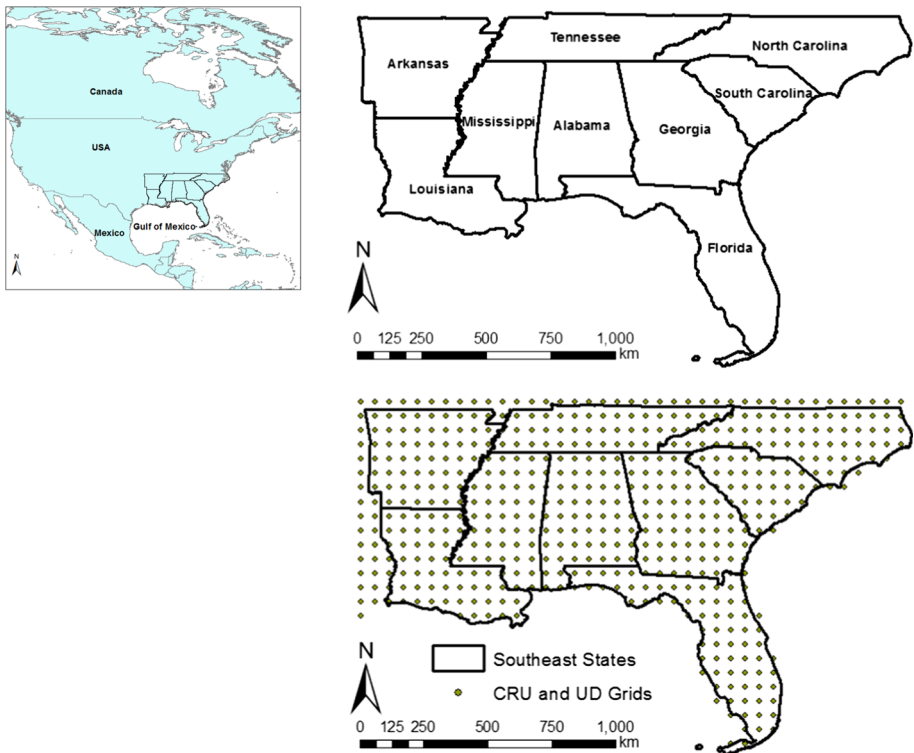 Canada
USA
Gulf of Mexico
Mexico
N
Tennessee
North Carolina
Arkansas
South Carolina
Mississippi
Alabama
Georgia
Louisiana
Florida
N
0 125 250 500 750 1,000
km
N
Southeast States
CRU and UD Grids
0 125 250 500 750 1,000
km